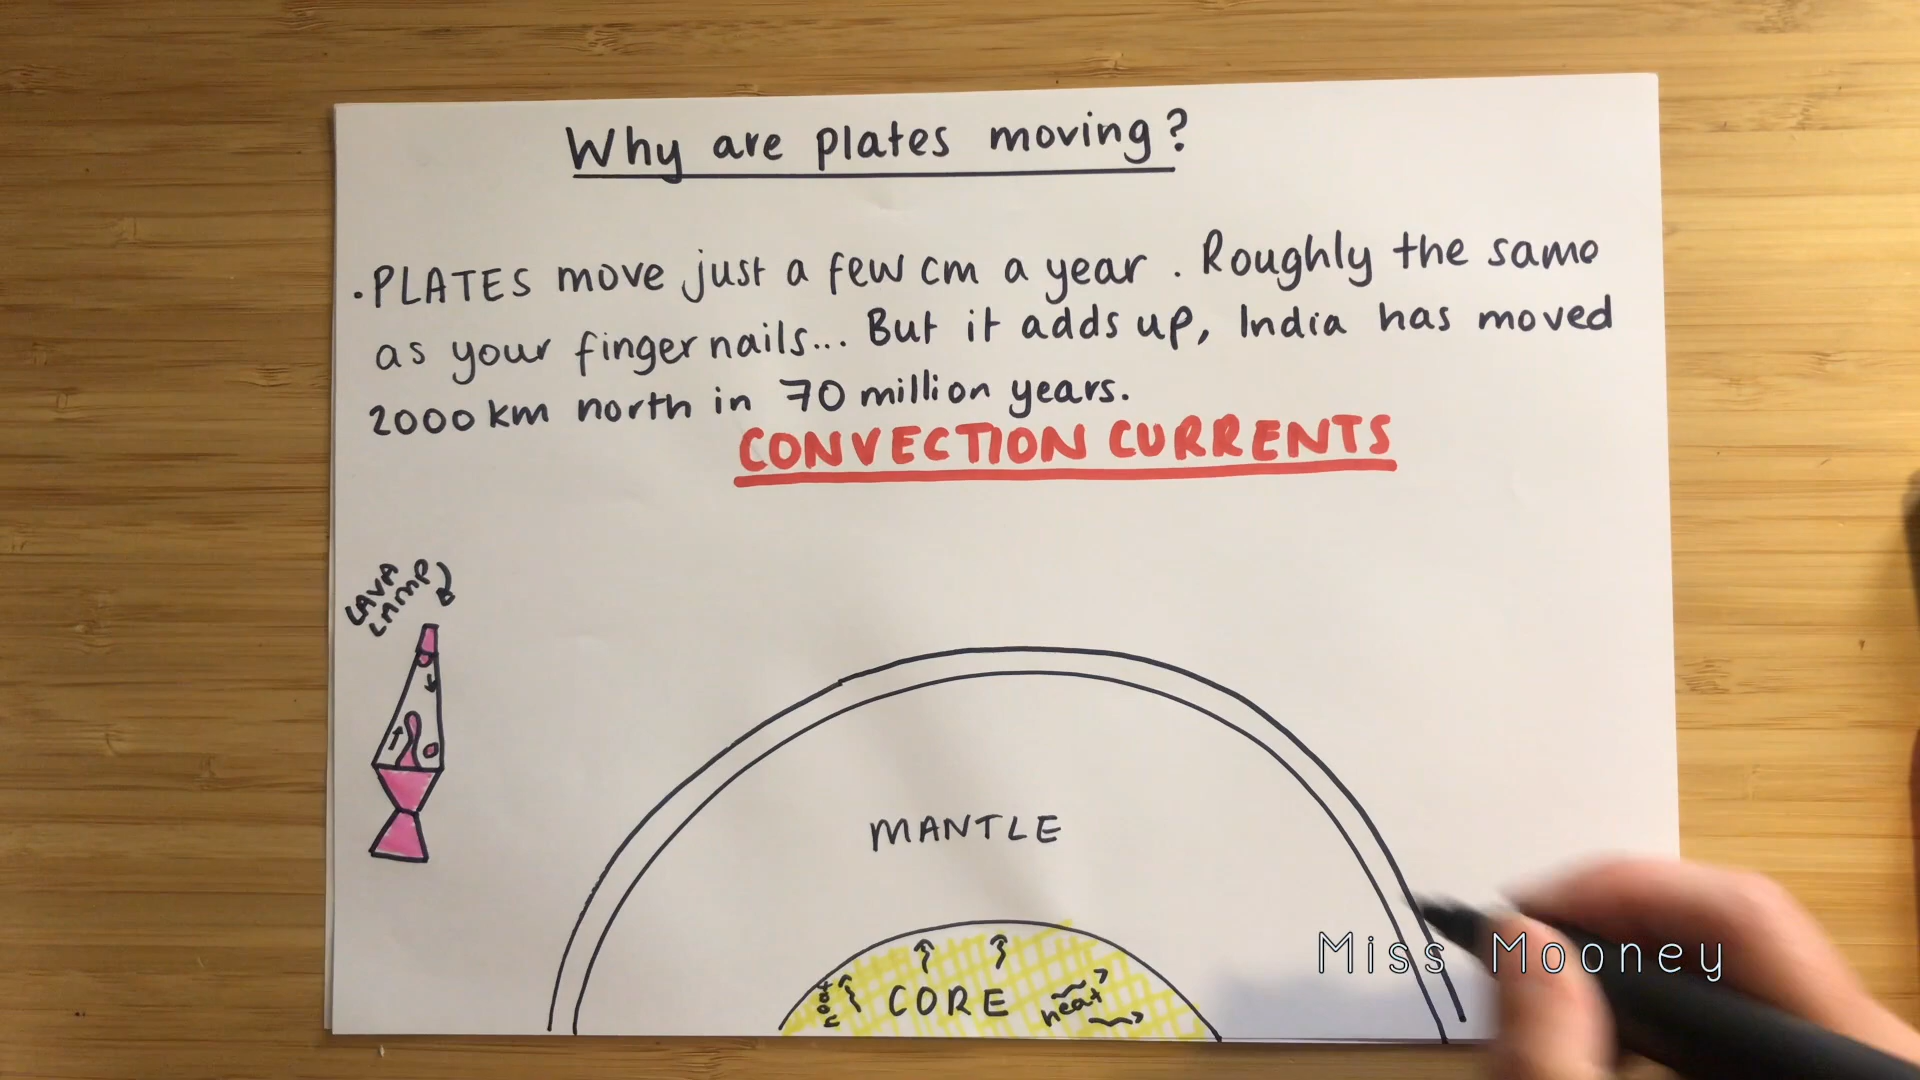 Why are plates moving?
. PLATES move just a few cm a year. Roughly the same
as your finger nails... But it adds up, India has moved
2000 km north in 70 million years.
CONVECTION CURRENTS
LAVA
LAMP
MANTLE
heat
CORE
heat
Miss Mooney